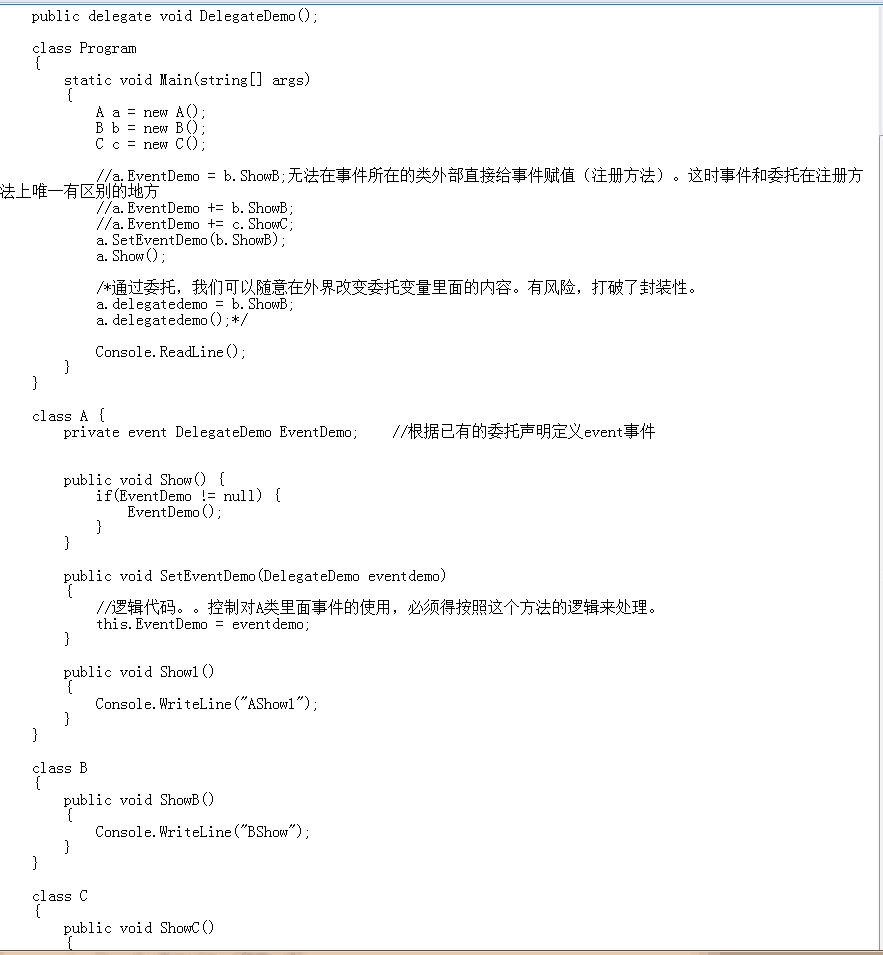 public delegate void DelegateDemo();
class Program
{
static void Main(string[] args)
{
A a = new A();
B b = new B();
C c = new C();
//a.EventDemo = b.ShowB;无法在事件所在的类外部直接给事件赋值（注册方法）。这时事件和委托在注册方
法上唯一有区别的地方
//a.EventDemo += b.ShowB;
//a.EventDemo += c.ShowC;
a.SetEventDemo(b.ShowB);
a.Show();
/*通过委托，我们可以随意在外界改变委托变量里面的内容。有风险，打破了封装性。
a.delegatedemo = b.ShowB;
a.delegatedemo();*/
Console.ReadLine();
}
}
class A {
private event DelegateDemo EventDemo;    //根据已有的委托声明定义event事件
public void Show() {
if(EventDemo != null) {
EventDemo();
}
}
public void SetEventDemo(DelegateDemo eventdemo)
{
//逻辑代码。。控制对A类里面事件的使用，必须得按照这个方法的逻辑来处理。
this.EventDemo = eventdemo;
}
public void Show1()
{
Console.WriteLine("AShow1");
}
}
class B
{
public void ShowB()
{
Console.WriteLine("BShow");
}
}
class C
{
public void ShowC()
{